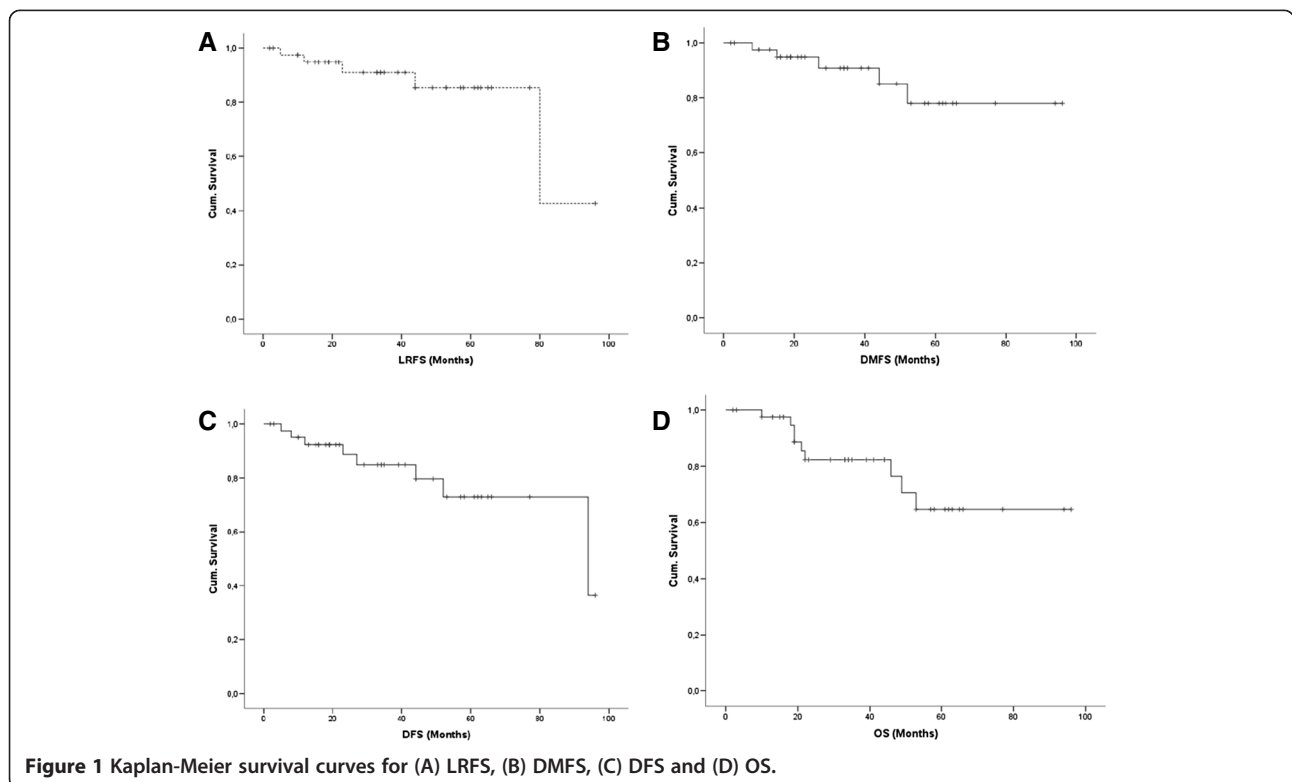 A
1,0
0,8
0,6
0,4
0,2
0,0
Cum. Survival
0 20 40 60 80 100
LRFS (Months)
B
1,0
0,8
0,6
0,4
0,2
0,0
Cum. Survival
0 20 40 60 80 100
DMFS (Months)
C
1,0
0,8
0,6
0,4
0,2
0,0
Cum. Survival
0 20 40 60 80 100
DFS (Months)
D
1,0
0,8
0,6
0,4
0,2
0,0
Cum. Survival
0 20 40 60 80 100
OS (Months)
Figure 1 Kaplan-Meier survival curves for (A) LRFS, (B) DMFS, (C) DFS and (D) OS.